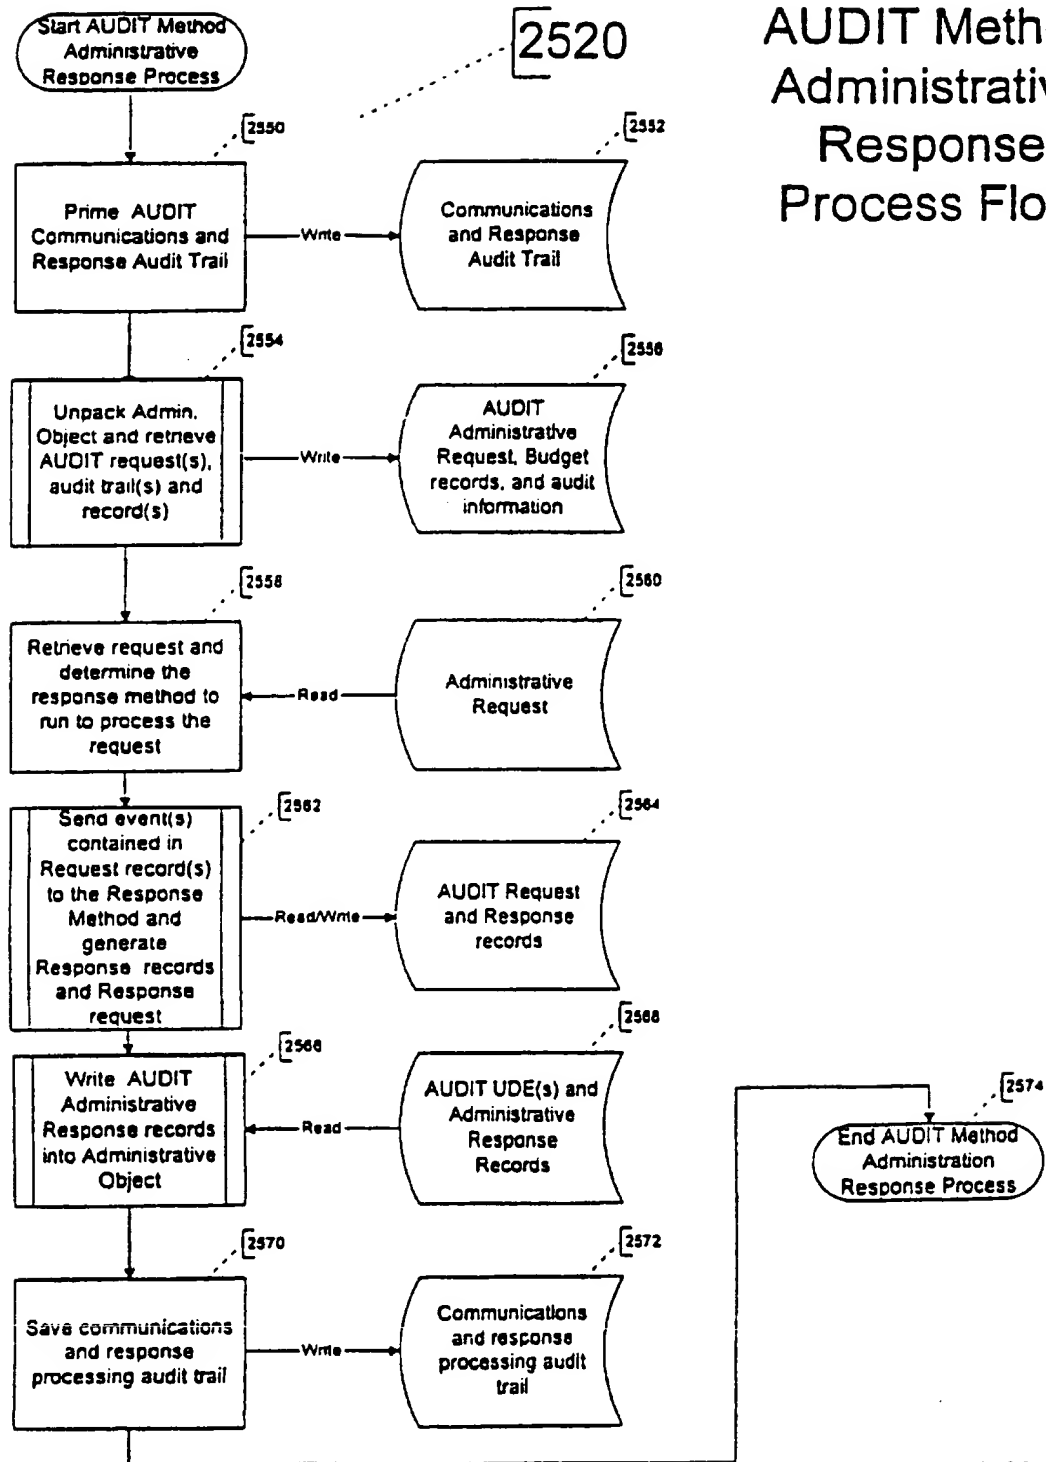 Start AUDIT Method
Administrative
Response Process
2520
AUDIT Meth
Administrativ
Response
Process Flo
2550
Prime AUDIT
Communications and
Response Audit Trail
Write
2552
Communications
and Response
Audit Trail
2554
Unpack Admin.
Object and retrieve
AUDIT request(s),
audit trail(s) and
record(s)
Write
2556
AUDIT
Administrative
Request, Budget
records, and audit
information
2558
Retrieve request and
determine the
response method to
run to process the
request
Read
2560
Administrative
Request
2562
Send event(s)
contained in
Request record(s)
to the Response
Method and
generate
Response records
and Response
request
Read/Write
2564
AUDIT Request
and Response
records
2566
Write AUDIT
Administrative
Response records
into Administrative
Object
Read
2568
AUDIT UDE(s) and
Administrative
Response
Records
2570
Save communications
and response
processing audit trail
Write
2572
Communications
and response
processing audit
trail
2574
End AUDIT Method
Administration
Response Process